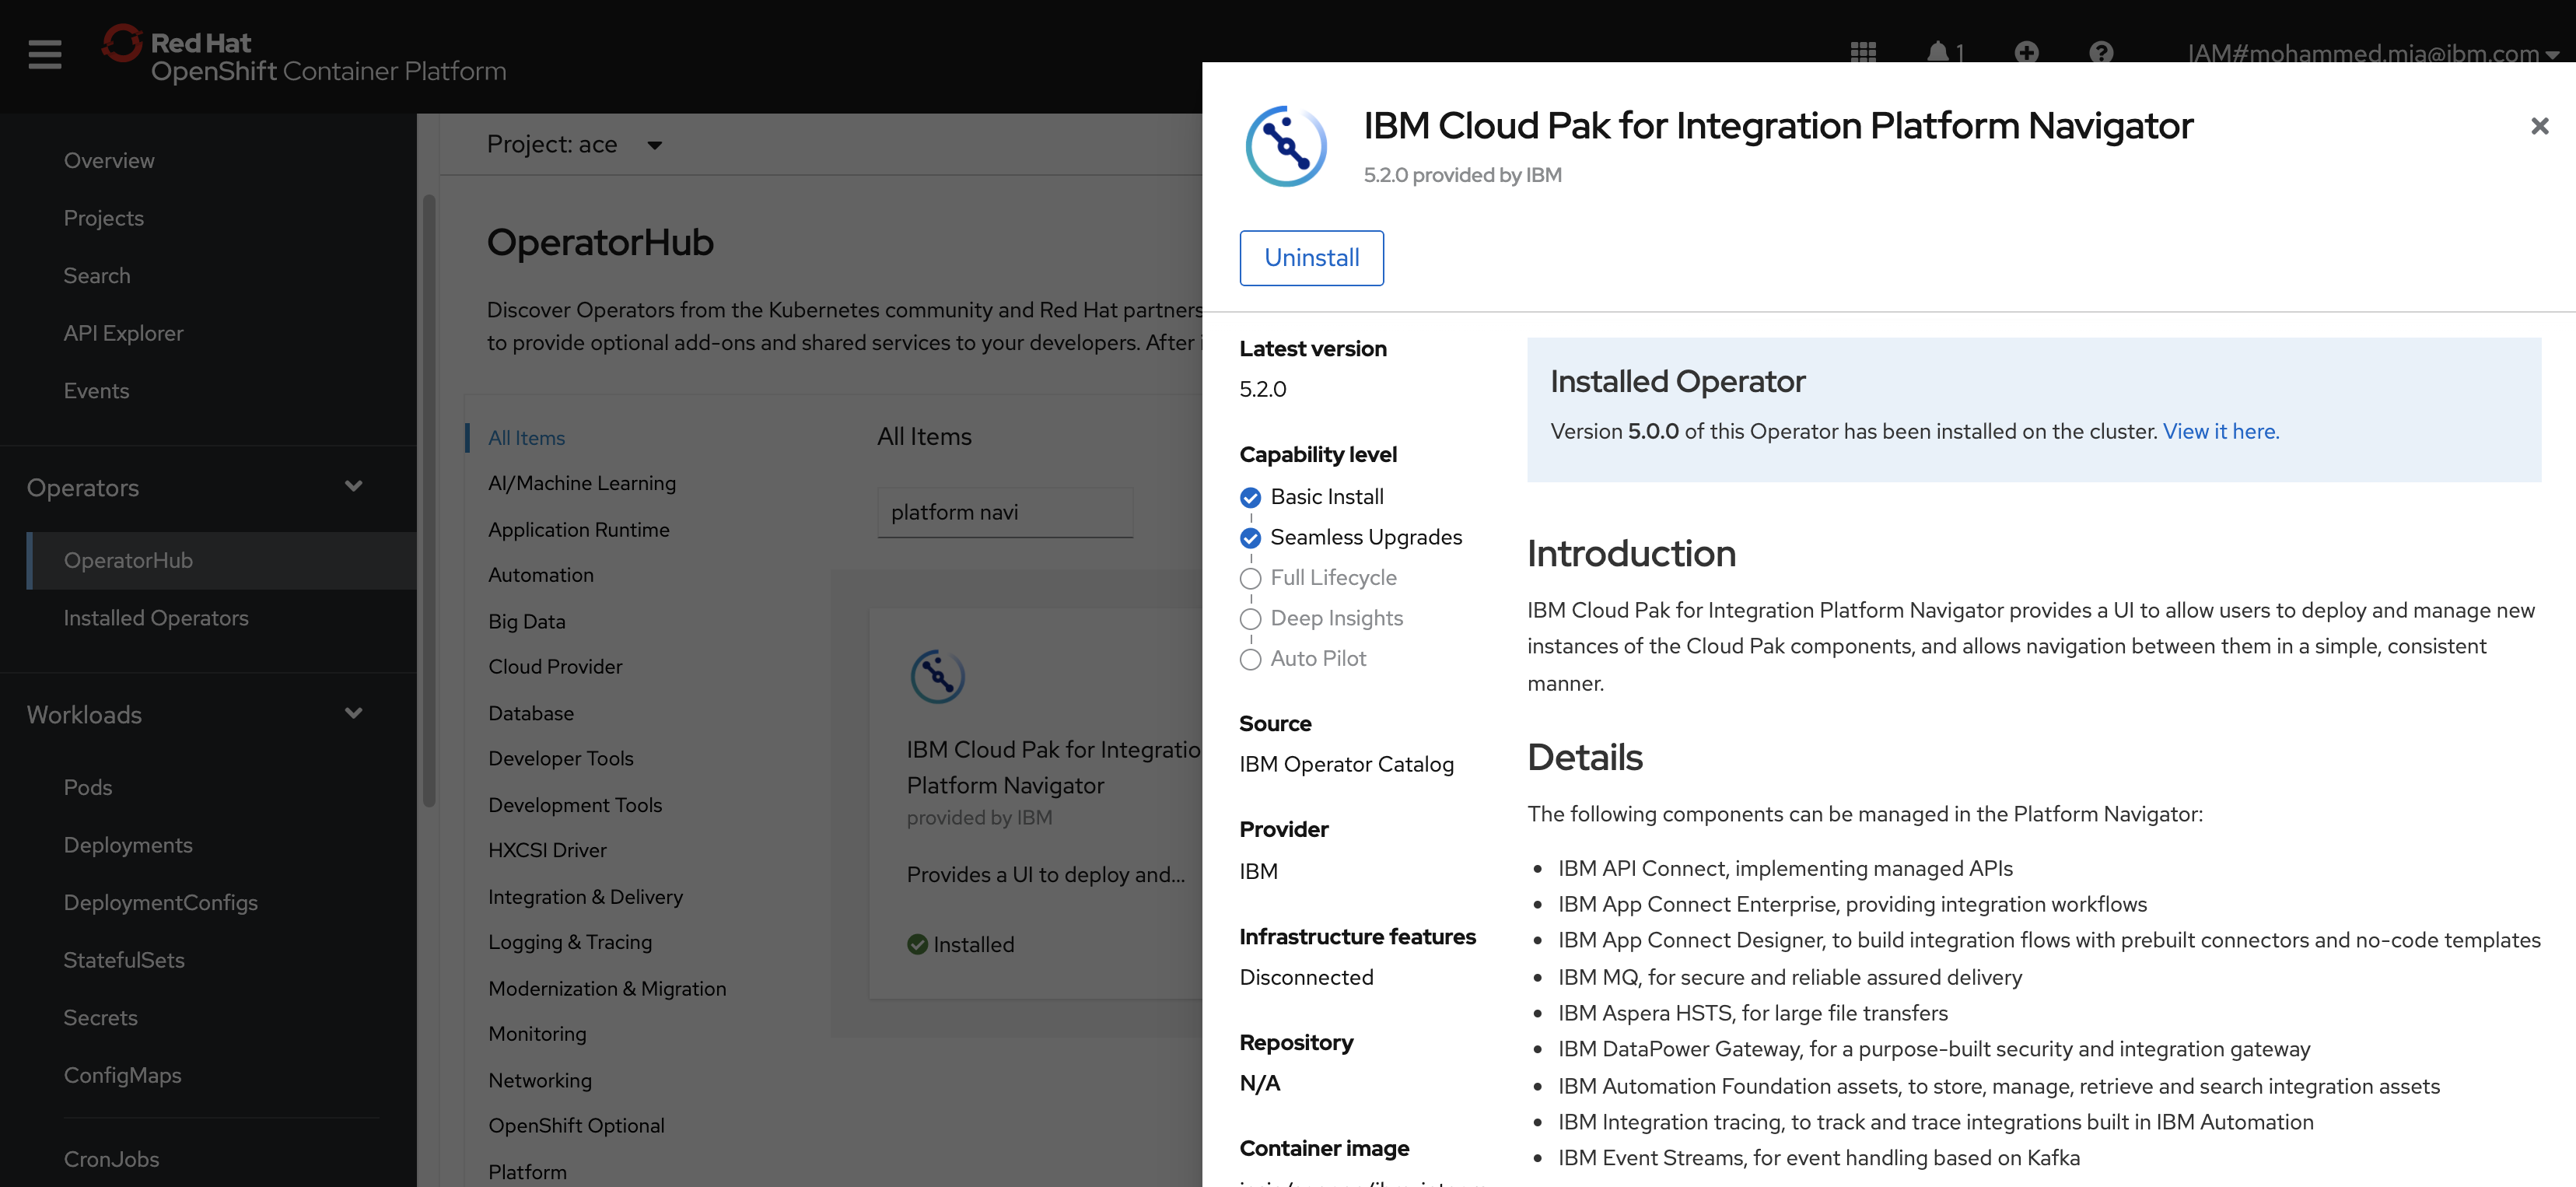 Red Hat
OpenShift Container Platform
1
IAM#mohammed.mia@ibm.com
Overview
Projects
Search
API Explorer
Events
Operators
OperatorHub
Installed Operators
Workloads
Pods
Deployments
DeploymentConfigs
StatefulSets
Secrets
ConfigMaps
CronJobs
Project: ace
OperatorHub
Discover Operators from the Kubernetes community and Red Hat partners
to provide optional add-ons and shared services to your developers. After
All Items
AI/Machine Learning
Application Runtime
Automation
Big Data
Cloud Provider
Database
Developer Tools
Development Tools
HXCSI Driver
Integration & Delivery
Logging & Tracing
Modernization & Migration
Monitoring
Networking
OpenShift Optional
Platform
All Items
platform navi
IBM Cloud Pak for Integratio
Platform Navigator
provided by IBM
Provides a UI to deploy and...
Installed
IBM Cloud Pak for Integration Platform Navigator
5.2.0 provided by IBM
Uninstall
Latest version
5.2.0
Capability level
Basic Install
Seamless Upgrades
Full Lifecycle
Deep Insights
Auto Pilot
Source
IBM Operator Catalog
Provider
IBM
Infrastructure features
Disconnected
Repository
N/A
Container image
Installed Operator
Version 5.0.0 of this Operator has been installed on the cluster. View it here.
Introduction
IBM Cloud Pak for Integration Platform Navigator provides a UI to allow users to deploy and manage new
instances of the Cloud Pak components, and allows navigation between them in a simple, consistent
manner.
Details
The following components can be managed in the Platform Navigator:
• IBM API Connect, implementing managed APIs
• IBM App Connect Enterprise, providing integration workflows
• IBM App Connect Designer, to build integration flows with prebuilt connectors and no-code templates
• IBM MQ, for secure and reliable assured delivery
• IBM Aspera HSTS, for large file transfers
• IBM DataPower Gateway, for a purpose-built security and integration gateway
• IBM Automation Foundation assets, to store, manage, retrieve and search integration assets
• IBM Integration tracing, to track and trace integrations built in IBM Automation
• IBM Event Streams, for event handling based on Kafka